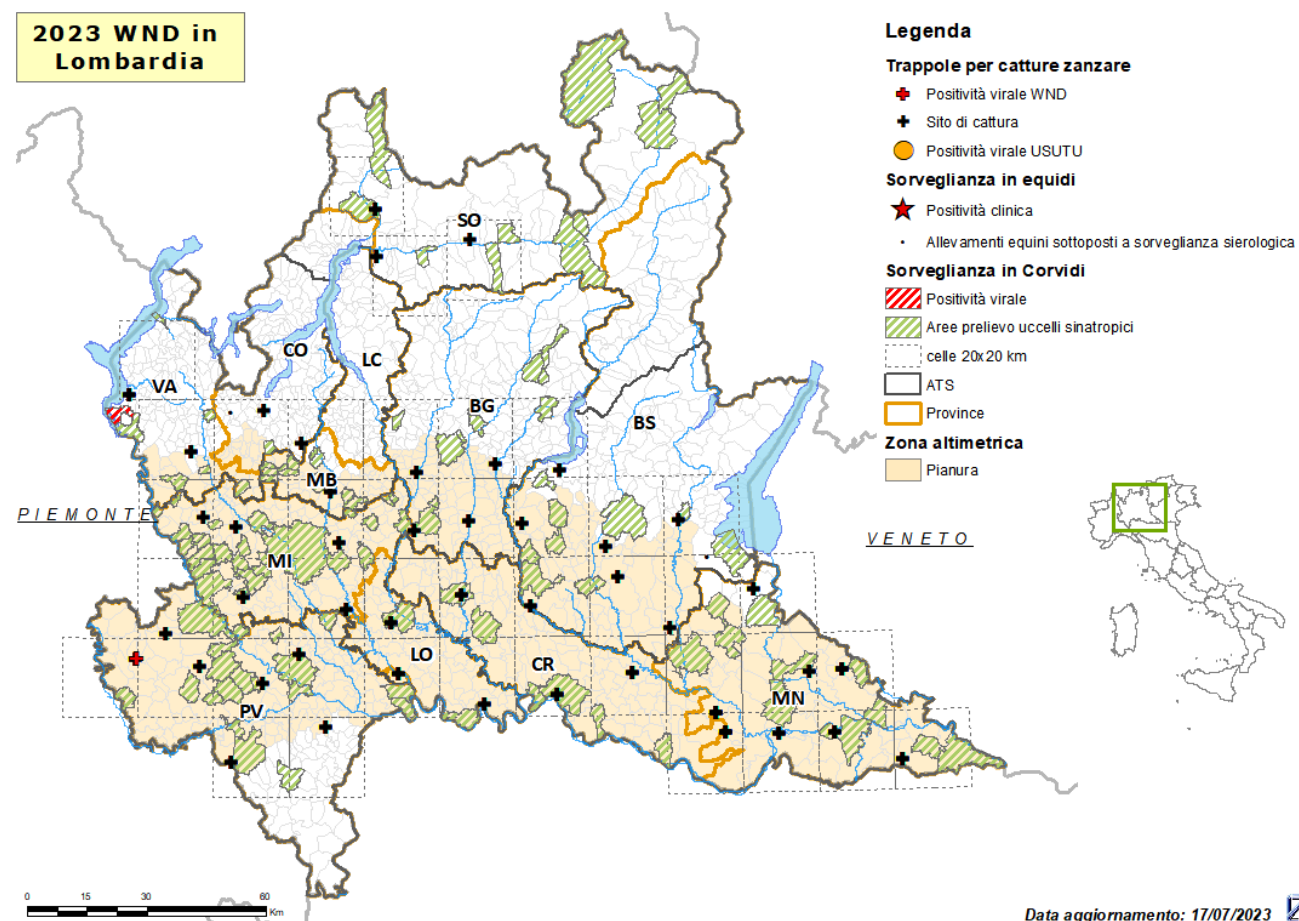 2023 WND in
Lombardia
Legenda
Trappole per catture zanzare
Positività virale WND
Sito di cattura
Positività virale USUTU
Sorveglianza in equidi
Positività clinica
Allevamenti equini sottoposti a sorveglianza sierologica
Sorveglianza in Corvidi
Positività virale
Aree prelievo uccelli sinatropici
celle 20x20 km
ATS
Province
Zona altimetrica
Pianura
SO
CO
LC
VA
BG
BS
MB
PIEMONTE
MI
VENETO
LO
CR
MN
PV
0 15 30 60
Km
Data aggiornamento: 17/07/2023